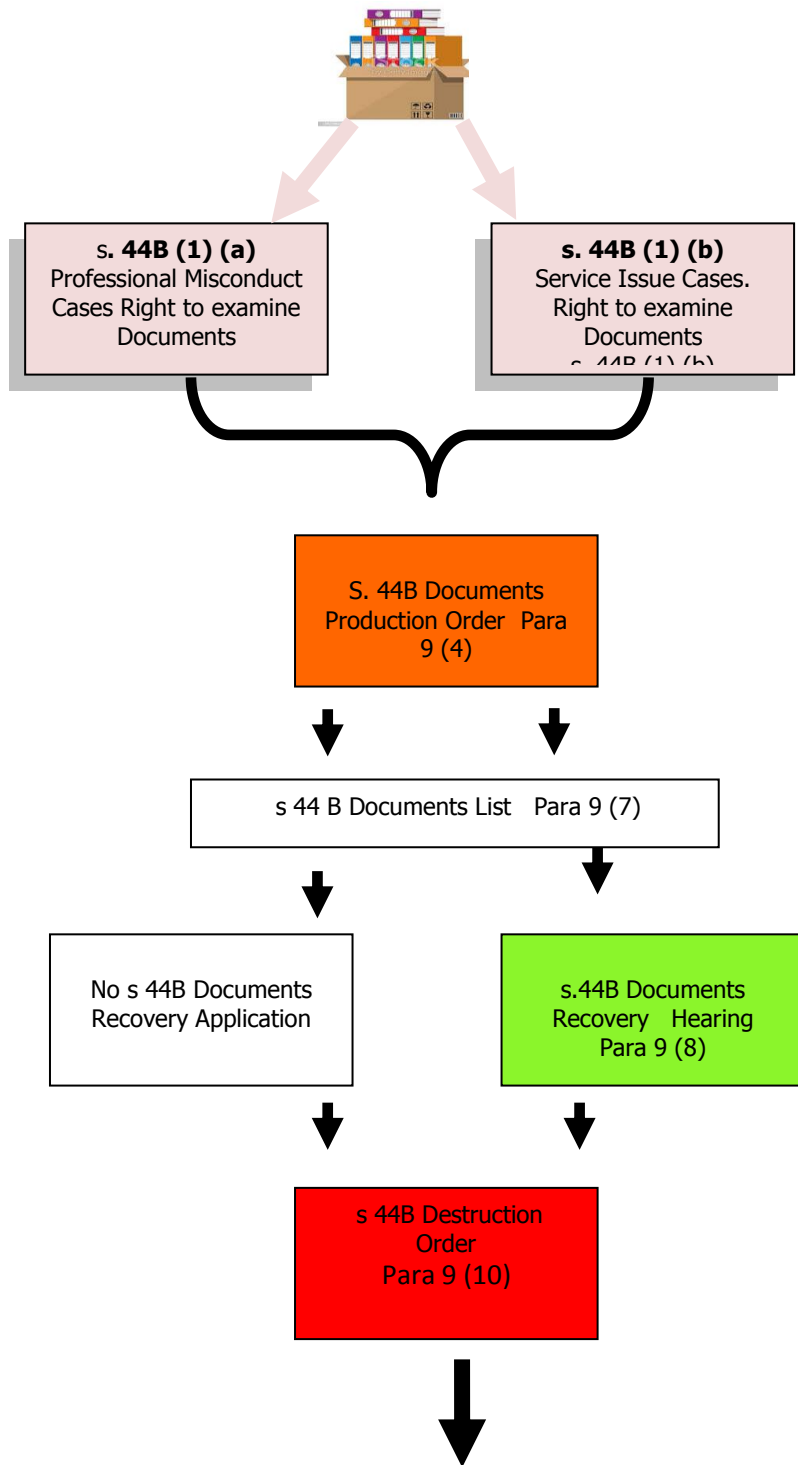 s. 44B (1) (a)
Professional Misconduct
Cases Right to examine
Documents
s. 44B (1) (b)
Service Issue Cases.
Right to examine
Documents
s. 44B (1) (b)
S. 44B Documents
Production Order Para
9 (4)
s 44 B Documents List Para 9 (7)
No s 44B Documents
Recovery Application
s.44B Documents
Recovery Hearing
Para 9 (8)
s 44B Destruction
Order
Para 9 (10)